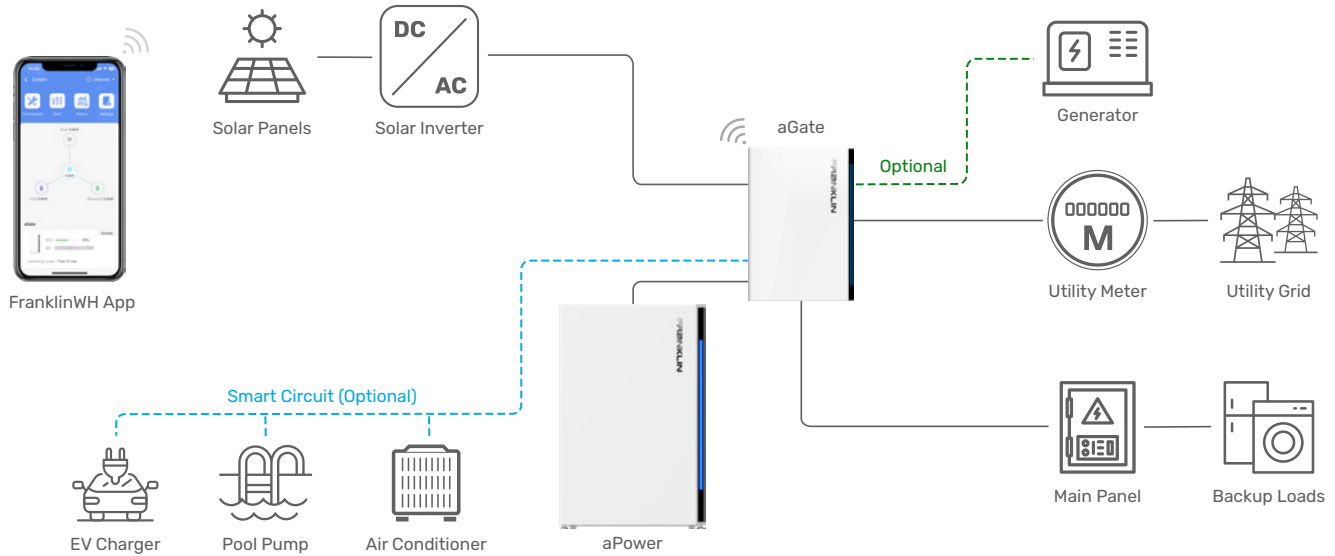 DC
AC
Solar Panels
Solar Inverter
aGate
Generator
Optional
FRANKLIN
000000
M
Utility Meter
Utility Grid
FranklinWH App
System
FRANKLIN
Smart Circuit (Optional)
EV Charger
Pool Pump
Air Conditioner
aPower
Main Panel
Backup Loads